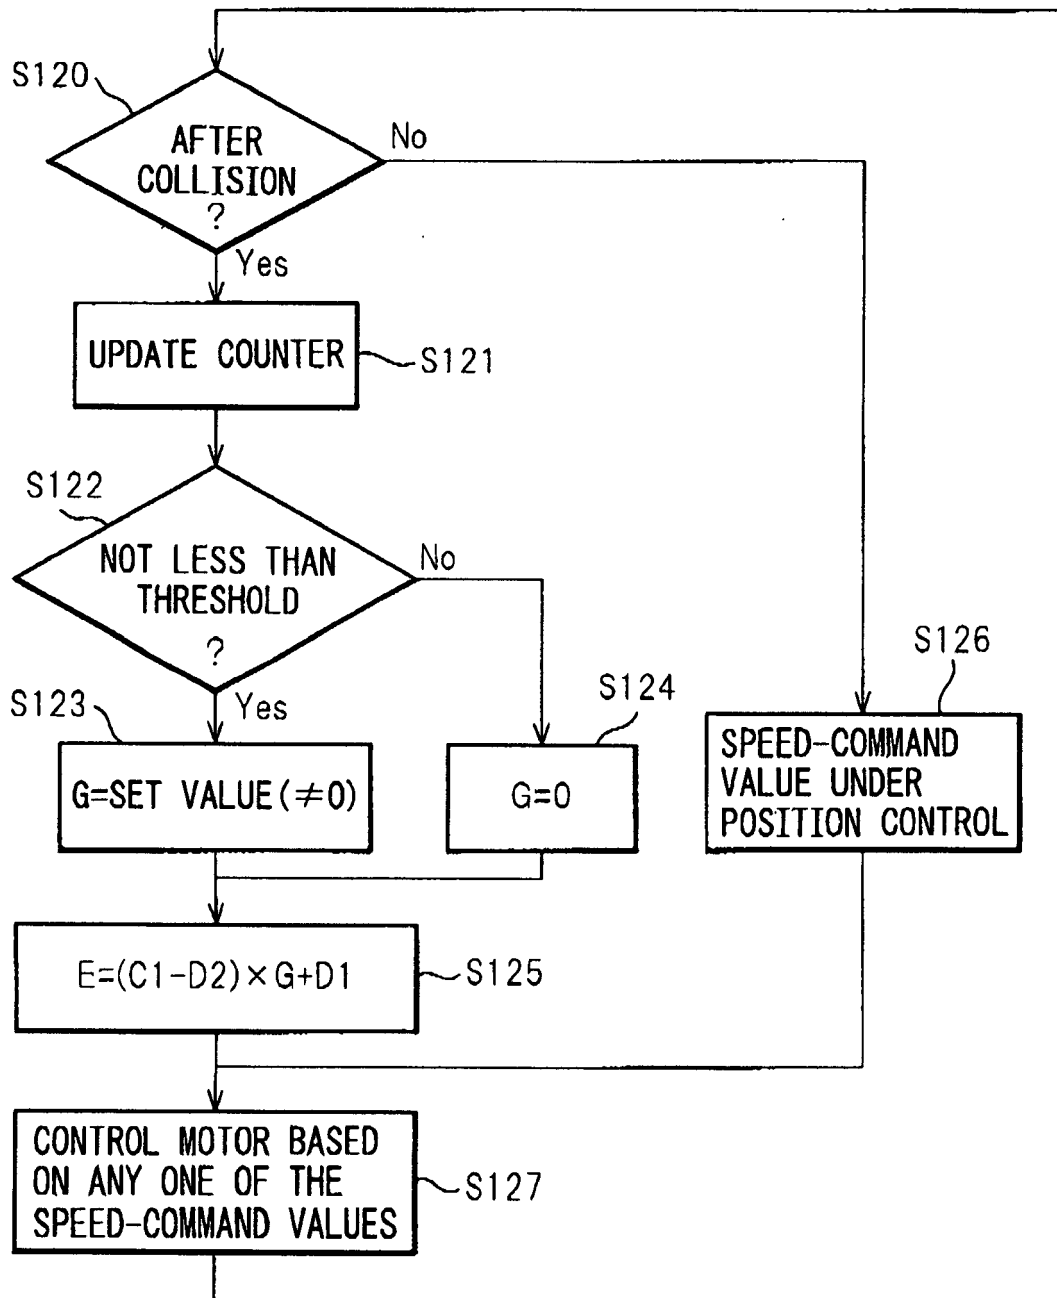 S120
AFTER
COLLISION
?
No
Yes
UPDATE COUNTER
S121
S122
NOT LESS THAN
THRESHOLD
?
No
Yes
S123
G=SET VALUE(≠0)
S124
G=0
S126
SPEED-COMMAND
VALUE UNDER
POSITION CONTROL
E=(C1-D2)×G+D1
S125
CONTROL MOTOR BASED
ON ANY ONE OF THE
SPEED-COMMAND VALUES
S127